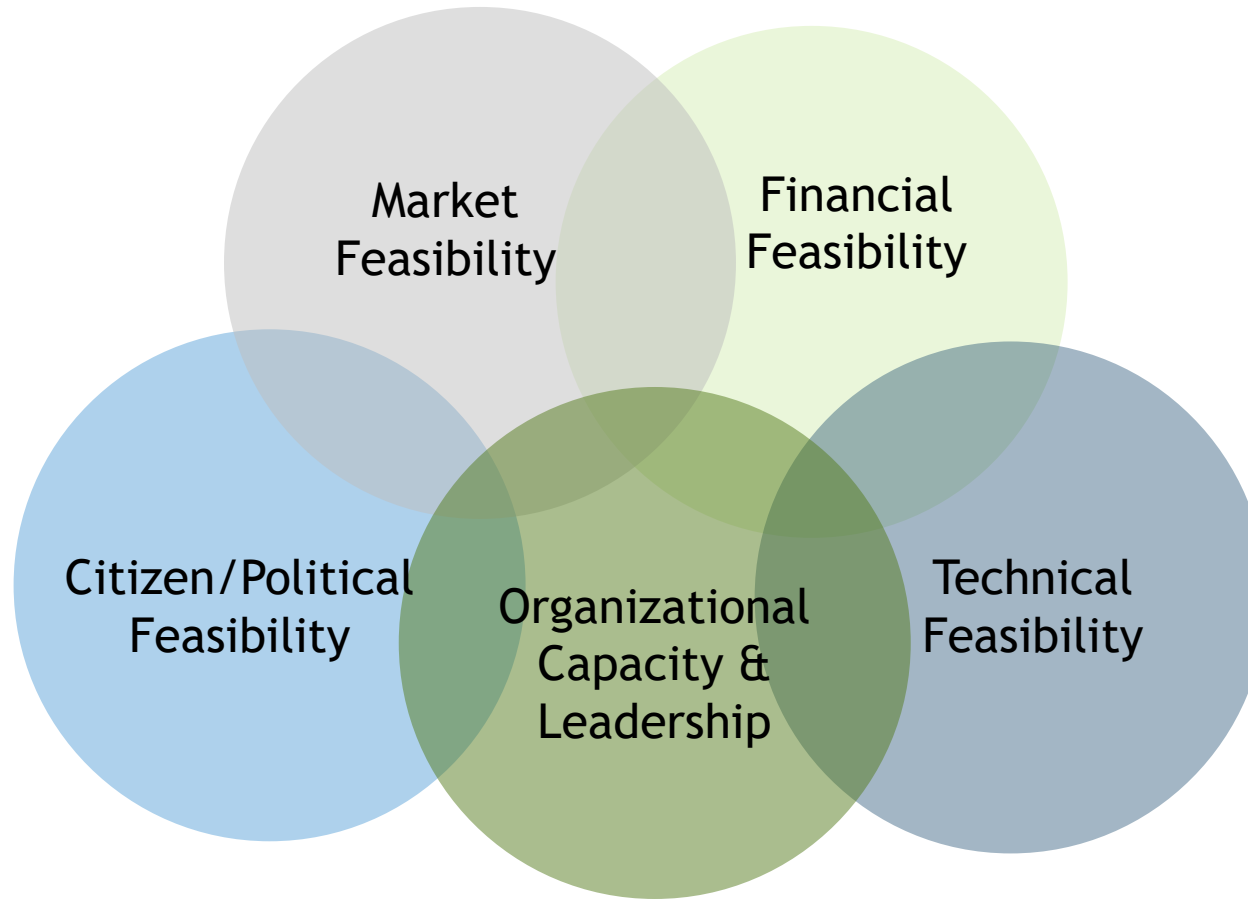 Market
Feasibility
Financial
Feasibility
Citizen/Political
Feasibility
Organizational
Capacity &
Leadership
Technical
Feasibility